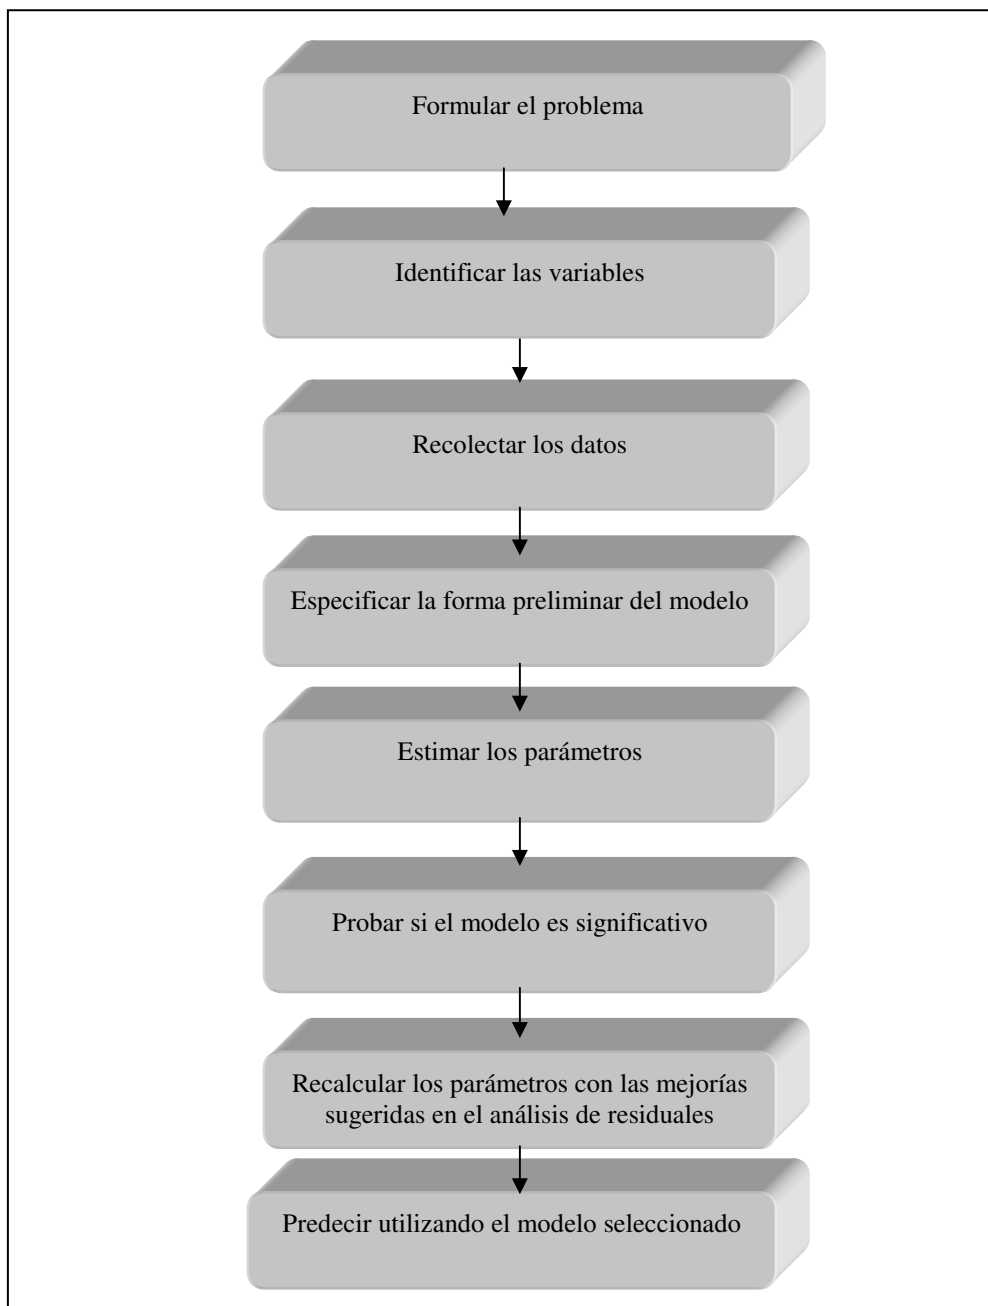 Formular el problema
Identificar las variables
Recolectar los datos
Especificar la forma preliminar del modelo
Estimar los parámetros
Probar si el modelo es significativo
Recalcular los parámetros con las mejorías
sugeridas en el análisis de residuales
Predecir utilizando el modelo seleccionado